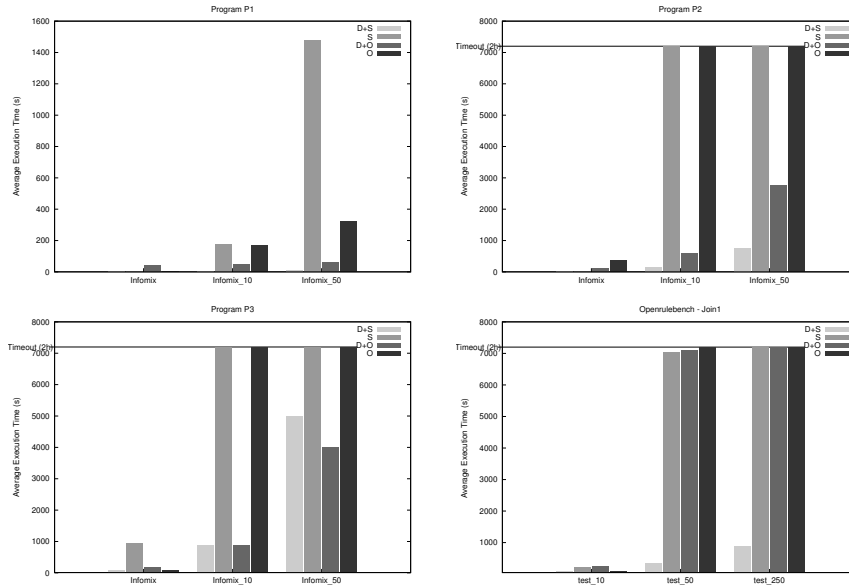 Program P1
Average Execution Time (s)
1600
1400
1200
1000
800
600
400
200
0
Infomix
Infomix_10
Infomix_50
D+S
S
D+O
O
Program P2
Average Execution Time (s)
8000
Timeout (2h)
7000
6000
5000
4000
3000
2000
1000
0
Infomix
Infomix_10
Infomix_50
D+S
S
D+O
O
Program P3
Average Execution Time (s)
8000
Timeout (2h)
7000
6000
5000
4000
3000
2000
1000
0
Infomix
Infomix_10
Infomix_50
D+S
S
D+O
O
Openrulebench - Join1
Average Execution Time (s)
8000
Timeout (2h)
7000
6000
5000
4000
3000
2000
1000
test_10
test_50
test_250
D+S
S
D+O
O